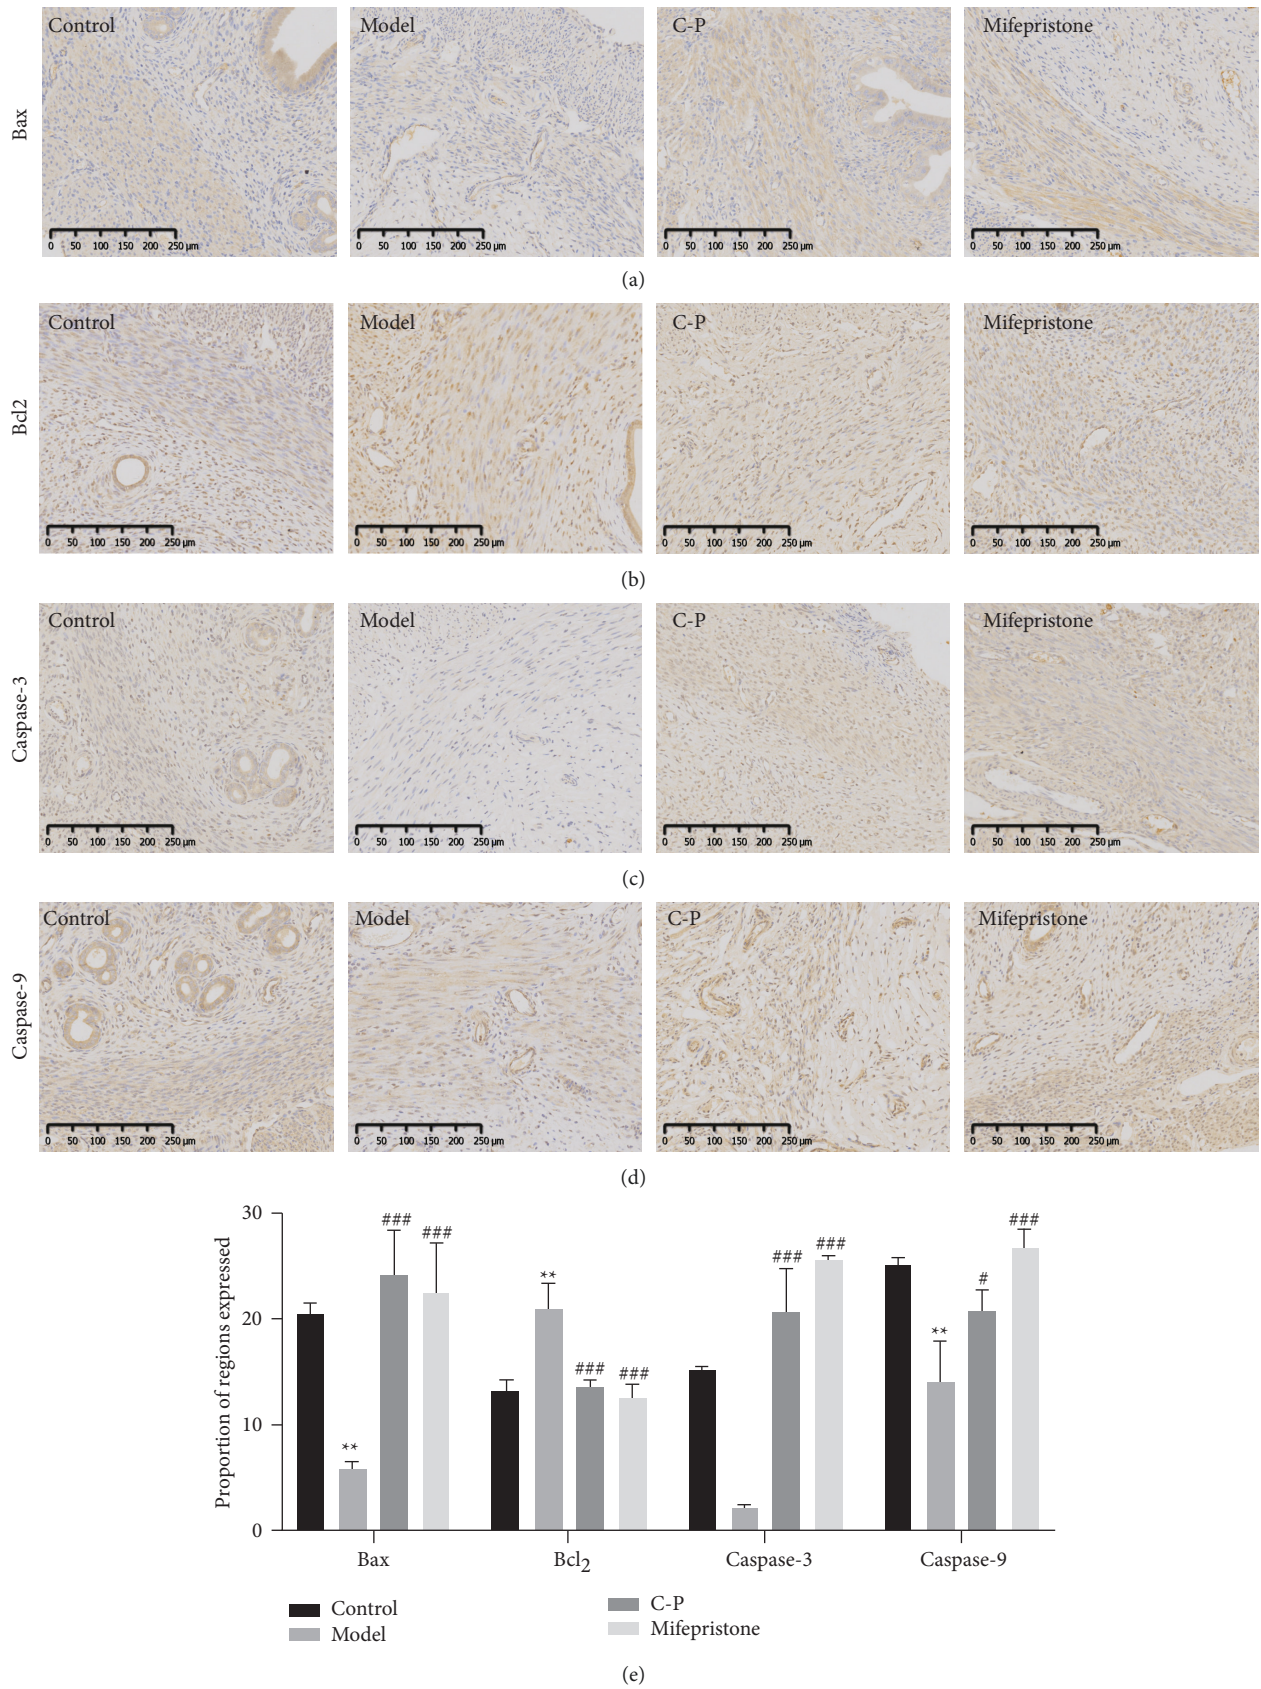 Control Model C-P Mifepristone
Bax
0 50 100 150 200 250 µm 0 50 100 150 200 250 µm 0 50 100 150 200 250 µm 0 50 100 150 200 250 µm
(a)
Control Model C-P Mifepristone
Bcl2
0 50 100 150 200 250 µm 0 50 100 150 200 250 µm 0 50 100 150 200 250 µm 0 50 100 150 200 250 µm
(b)
Control Model C-P Mifepristone
Caspase-3
0 50 100 150 200 250 µm 0 50 100 150 200 250 µm 0 50 100 150 200 250 µm 0 50 100 150 200 250 µm
(c)
Control Model C-P Mifepristone
Caspase-9
0 50 100 150 200 250 µm 0 50 100 150 200 250 µm 0 50 100 150 200 250 µm 0 50 100 150 200 250 µm
(d)
Proportion of regions expressed
30
20
10
0
** ### ###
** ### ###
### ###
** # ###
Bax Bcl2 Caspase-3 Caspase-9
Control C-P
Model Mifepristone
(e)